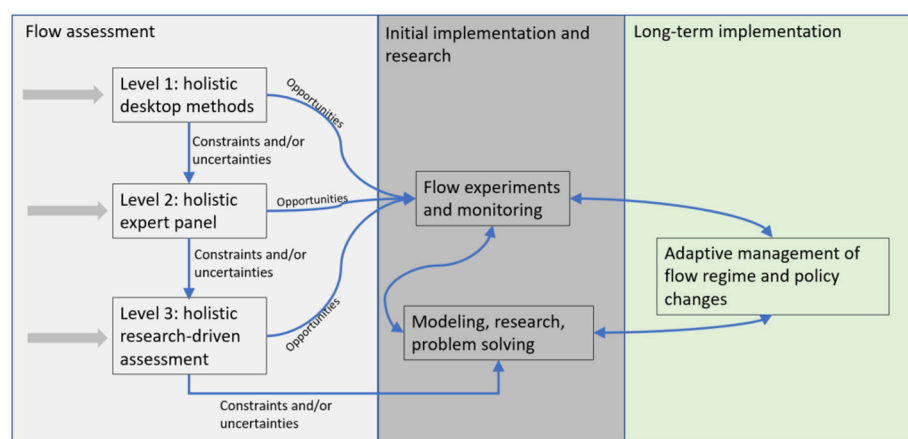 Flow assessment
Initial implementation and
research
Long-term implementation
Level 1: holistic
desktop methods
Opportunities
Constraints and/or
uncertainties
Level 2: holistic
expert panel
Opportunities
Flow experiments
and monitoring
Constraints and/or
uncertainties
Adaptive management of
flow regime and policy
changes
Level 3: holistic
research-driven
assessment
Opportunities
Modeling, research,
problem solving
Constraints and/or
uncertainties